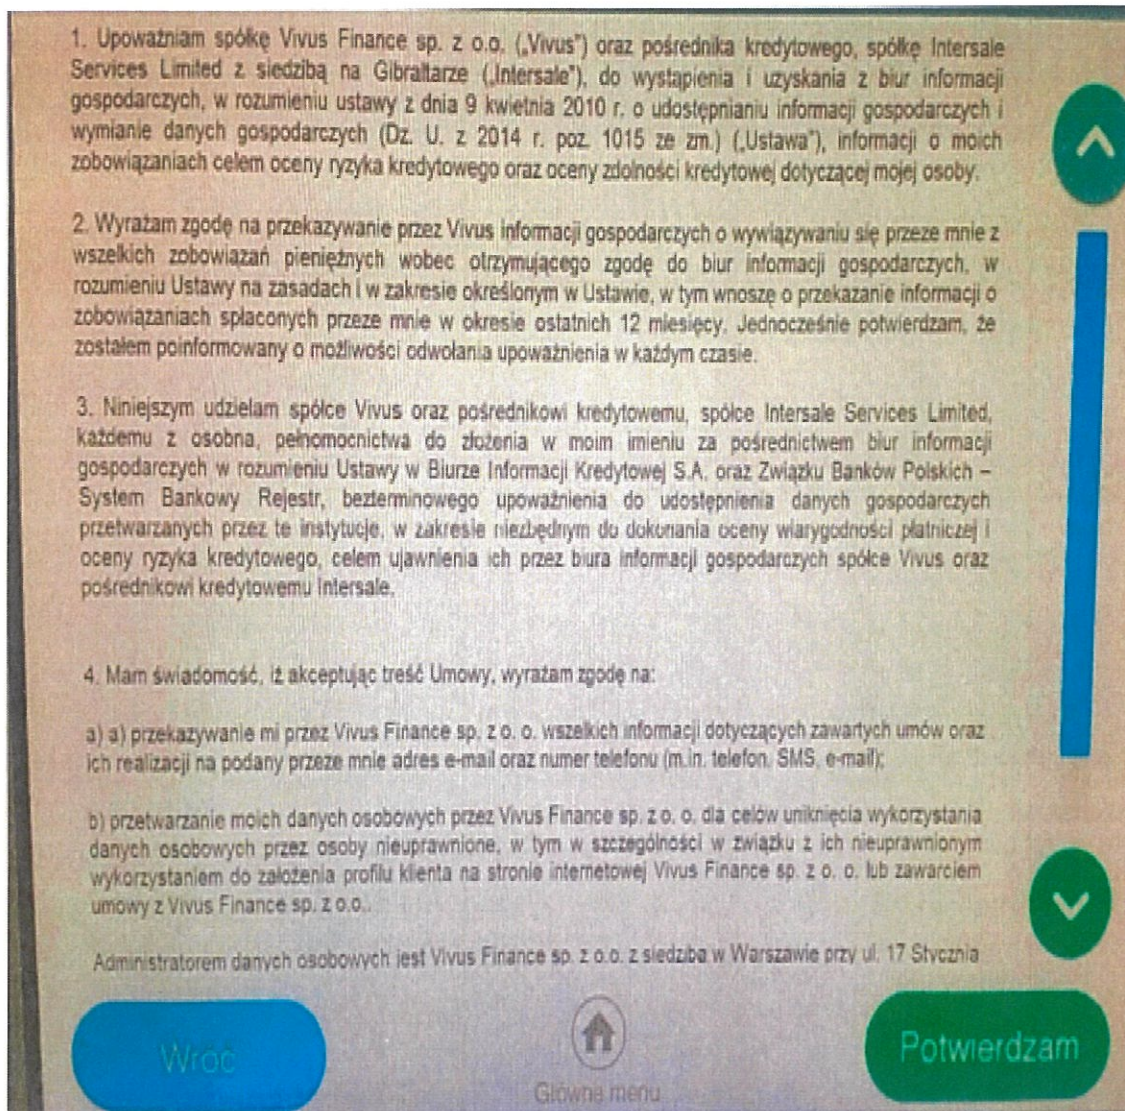 1. Upoważniam spółkę Vivus Finance sp. z o.o. („Vivus") oraz pośrednika kredytowego, spółkę Intersale
Services Limited z siedzibą na Gibraltarze („Intersale"), do wystąpienia i uzyskania z biur informacji
gospodarczych, w rozumieniu ustawy z dnia 9 kwietnia 2010 r. o udostępnianiu informacji gospodarczych i
wymianie danych gospodarczych (Dz. U. z 2014 r. poz. 1015 ze zm.) („Ustawa"), informacji o moich
zobowiązaniach celem oceny ryzyka kredytowego oraz oceny zdolności kredytowej dotyczącej mojej osoby.
2. Wyrażam zgodę na przekazywanie przez Vivus informacji gospodarczych o wywiązywaniu się przeze mnie z
wszelkich zobowiązań pieniężnych wobec otrzymującego zgodę do biur informacji gospodarczych, w
rozumieniu Ustawy na zasadach i w zakresie określonym w Ustawie, w tym wnoszę o przekazanie informacji o
zobowiązaniach spłaconych przeze mnie w okresie ostatnich 12 miesięcy. Jednocześnie potwierdzam, że
zostałem poinformowany o możliwości odwołania upoważnienia w każdym czasie.
3. Niniejszym udzielam spółce Vivus oraz pośrednikowi kredytowemu, spółce Intersale Services Limited,
każdemu z osobna, pełnomocnictwa do złożenia w moim imieniu za pośrednictwem biur informacji
gospodarczych w rozumieniu Ustawy w Biurze Informacji Kredytowej S.A. oraz Związku Banków Polskich –
System Bankowy Rejestr, bezterminowego upoważnienia do udostępnienia danych gospodarczych
przetwarzanych przez te instytucje, w zakresie niezbędnym do dokonania oceny wiarygodności płatniczej i
oceny ryzyka kredytowego, celem ujawnienia ich przez biura informacji gospodarczych spółce Vivus oraz
pośrednikowi kredytowemu Intersale.
4. Mam świadomość, iż akceptując treść Umowy, wyrażam zgodę na:
a) a) przekazywanie mi przez Vivus Finance sp. z o. o. wszelkich informacji dotyczących zawartych umów oraz
ich realizacji na podany przeze mnie adres e-mail oraz numer telefonu (m.in. telefon, SMS, e-mail);
b) przetwarzanie moich danych osobowych przez Vivus Finance sp. z o. o. dla celów uniknięcia wykorzystania
danych osobowych przez osoby nieuprawnione, w tym w szczególności w związku z ich nieuprawnionym
wykorzystaniem do założenia profilu klienta na stronie internetowej Vivus Finance sp. z o. o. lub zawarciem
umowy z Vivus Finance sp. z o.o..
Administratorem danych osobowych jest Vivus Finance sp. z o.o. z siedzibą w Warszawie przy ul. 17 Stycznia
Wróć
Główne menu
Potwierdzam